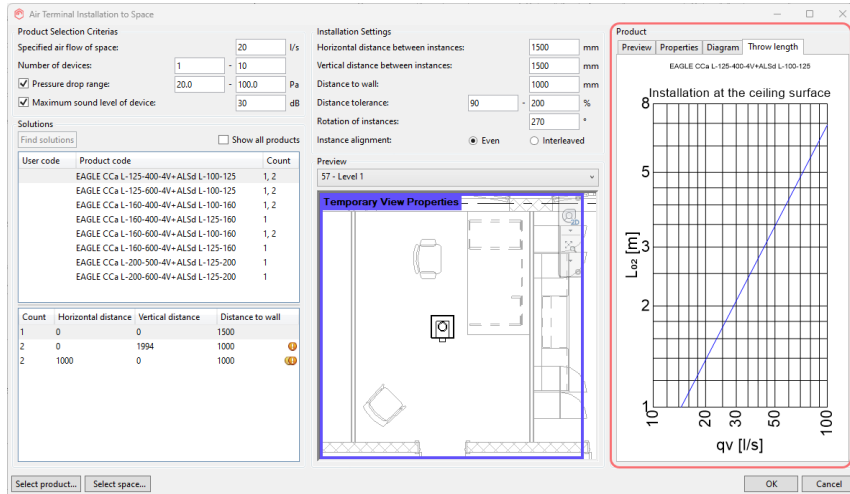 Air Terminal Installation to Space
Product Selection Criterias
Specified air flow of space: 20 l/s
Number of devices: 1 - 10
Pressure drop range: 20.0 - 100.0 Pa
Maximum sound level of device: 30 dB
Solutions
Find solutions Show all products
User code Product code Count
EAGLE CCa L-125-400-4V+ALSd L-100-125 1, 2
EAGLE CCa L-125-600-4V+ALSd L-100-125 1, 2
EAGLE CCa L-160-400-4V+ALSd L-100-160 1, 2
EAGLE CCa L-160-400-4V+ALSd L-125-160 1
EAGLE CCa L-160-600-4V+ALSd L-100-160 1, 2
EAGLE CCa L-160-600-4V+ALSd L-125-160 1
EAGLE CCa L-200-500-4V+ALSd L-125-200 1
EAGLE CCa L-200-600-4V+ALSd L-125-200 1
Count Horizontal distance Vertical distance Distance to wall
1 0 0 1500
2 0 1994 1000
2 1000 0 1000
Select product... Select space...
Installation Settings
Horizontal distance between instances: 1500 mm
Vertical distance between instances: 1500 mm
Distance to wall: 1000 mm
Distance tolerance: 90 - 200 %
Rotation of instances: 270 °
Instance alignment: Even Interleaved
Preview
57 - Level 1
Temporary View Properties
Product
Preview Properties Diagram Throw length
EAGLE CCa L-125-400-4V+ALSd L-100-125
Installation at the ceiling surface
8
5
3
2
1
L02 [m]
10 20 30 50 100
qv [l/s]
OK Cancel